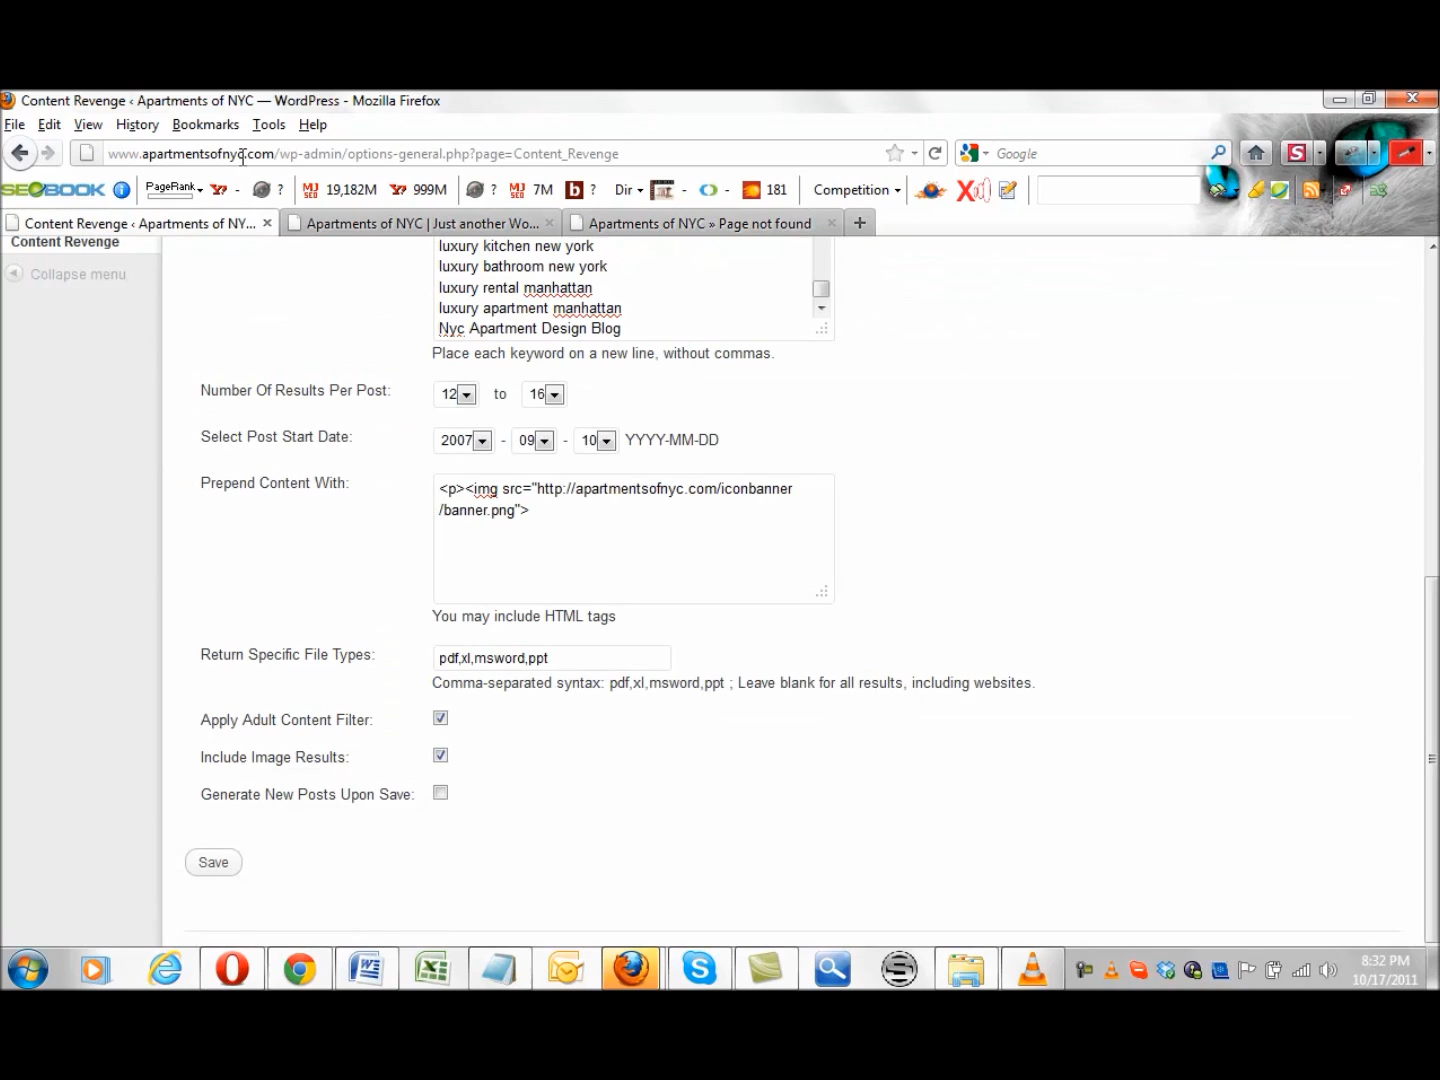 Content Revenge ‹ Apartments of NYC — WordPress - Mozilla Firefox
File Edit View History Bookmarks Tools Help
www.apartmentsofnyc.com/wp-admin/options-general.php?page=Content_Revenge
Google
SEOBOOK PageRank - ? 19,182M 999M ? 7M ? Dir - - 181 Competition
Content Revenge ‹ Apartments of NY... Apartments of NYC | Just another Wo... Apartments of NYC » Page not found
Content Revenge
Collapse menu
luxury kitchen new york
luxury bathroom new york
luxury rental manhattan
luxury apartment manhattan
Nyc Apartment Design Blog
Place each keyword on a new line, without commas.
Number Of Results Per Post: 12 to 16
Select Post Start Date: 2007 - 09 - 10 YYYY-MM-DD
Prepend Content With:
<p><img src="http://apartmentsofnyc.com/iconbanner
/banner.png">
You may include HTML tags
Return Specific File Types: pdf,xl,msword,ppt
Comma-separated syntax: pdf,xl,msword,ppt ; Leave blank for all results, including websites.
Apply Adult Content Filter:
Include Image Results:
Generate New Posts Upon Save:
Save
8:32 PM
10/17/2011